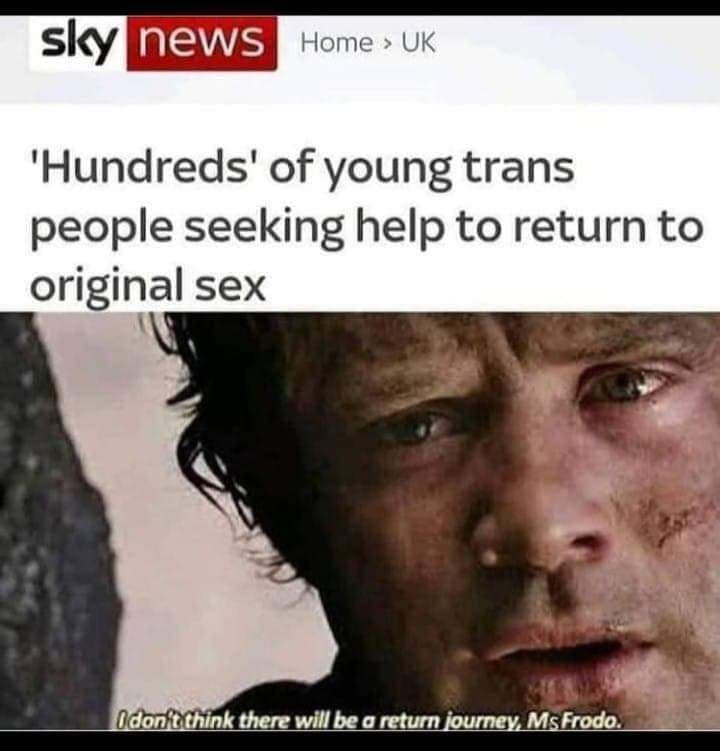 sky news Home > UK
'Hundreds' of young trans
people seeking help to return to
original sex
I don't think there will be a return journey, Ms Frodo.